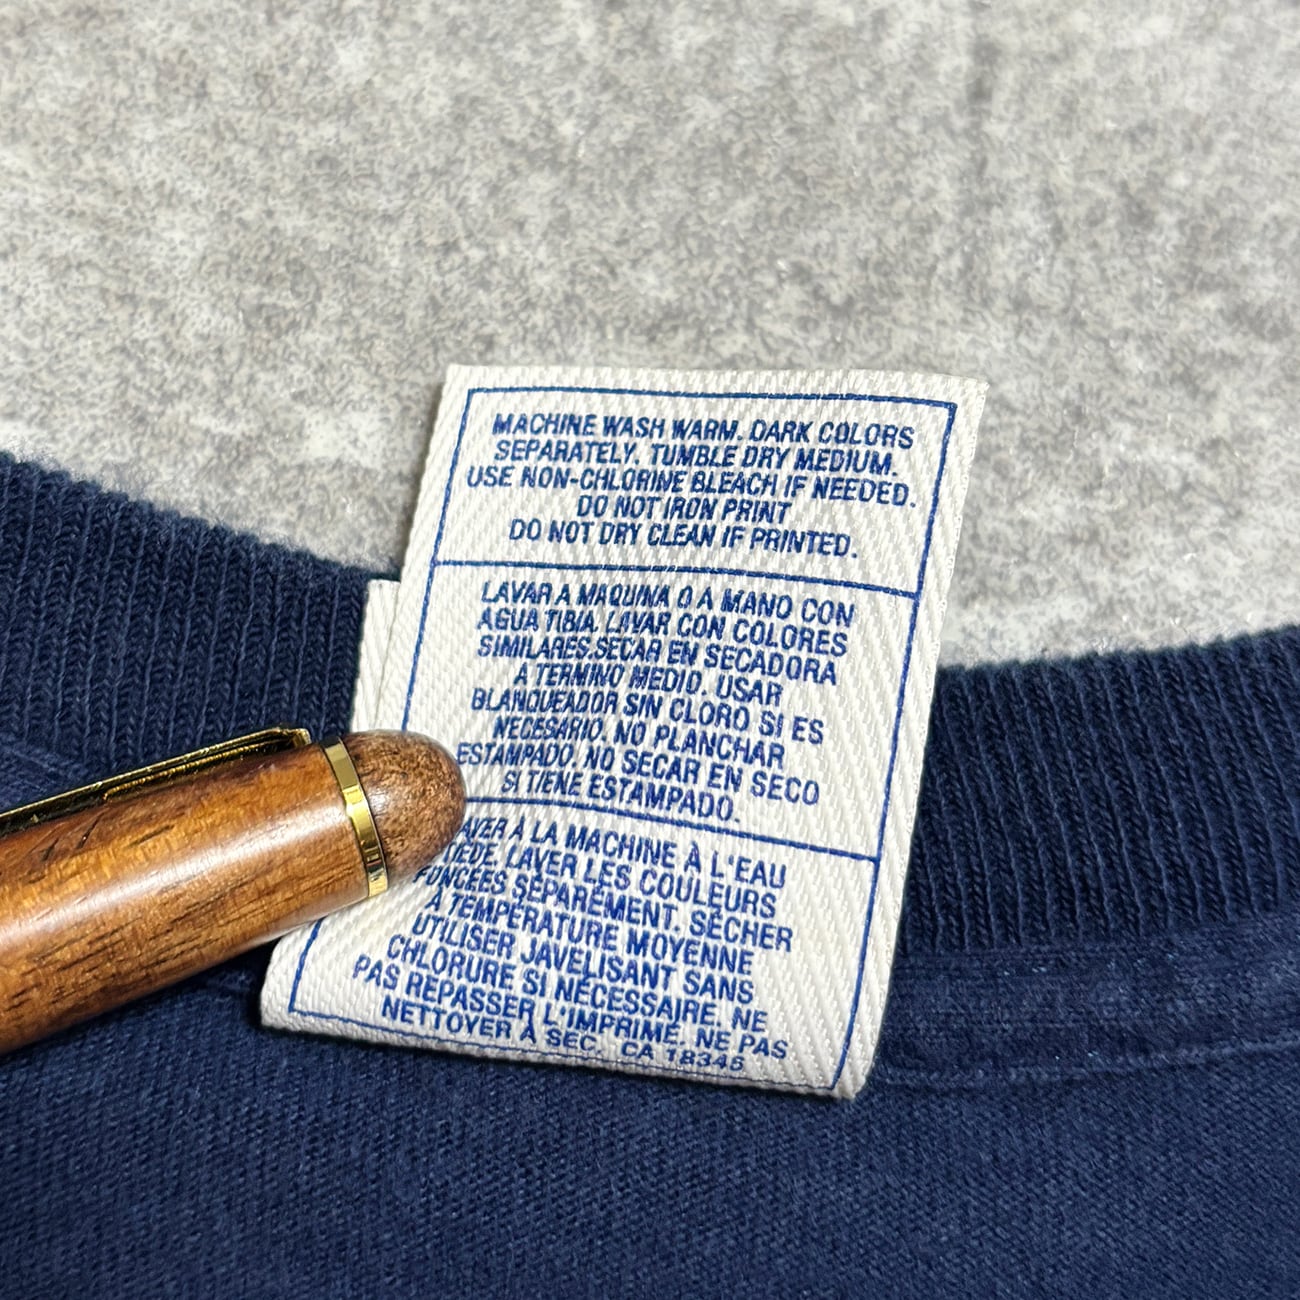 MACHINE WASH WARM. DARK COLORS
SEPARATELY. TUMBLE DRY MEDIUM.
USE NON-CHLORINE BLEACH IF NEEDED.
DO NOT IRON PRINT
DO NOT DRY CLEAN IF PRINTED.
LAVAR A MAQUINA O A MANO CON
AGUA TIBIA. LAVAR CON COLORES
SIMILARES.SECAR EN SECADORA
A TERMINO MEDIO. USAR
BLANQUEADOR SIN CLORO SI ES
NECESARIO. NO PLANCHAR
ESTAMPADO. NO SECAR EN SECO
SI TIENE ESTAMPADO.
À LA MACHINE À L'EAU
LAVER LES COULEURS
FONCÉES SÉPARÉMENT. SÉCHER
À TEMPÉRATURE MOYENNE
UTILISER JAVELISANT SANS
CHLORURE SI NÉCESSAIRE. NE
PAS REPASSER L'IMPRIMÉ. NE PAS
NETTOYER À SEC. CA 18345